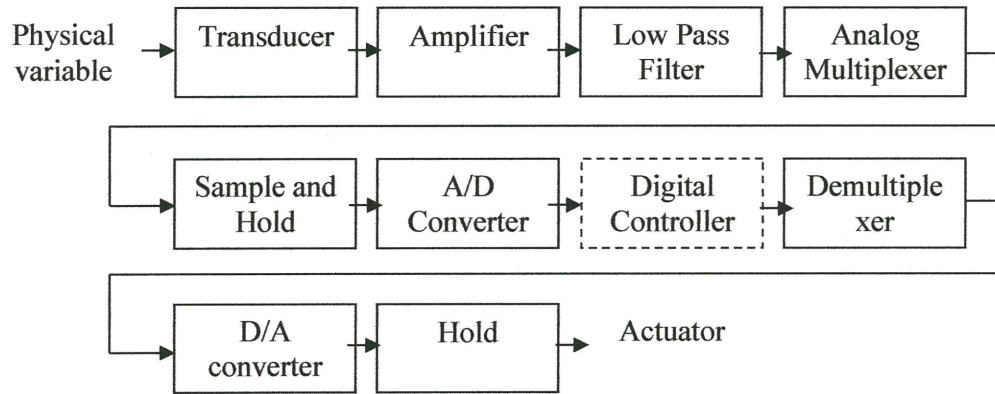 Physical
variable
Transducer
Amplifier
Low Pass
Filter
Analog
Multiplexer
Sample and
Hold
A/D
Converter
Digital
Controller
Demultiple
xer
D/A
converter
Hold
Actuator